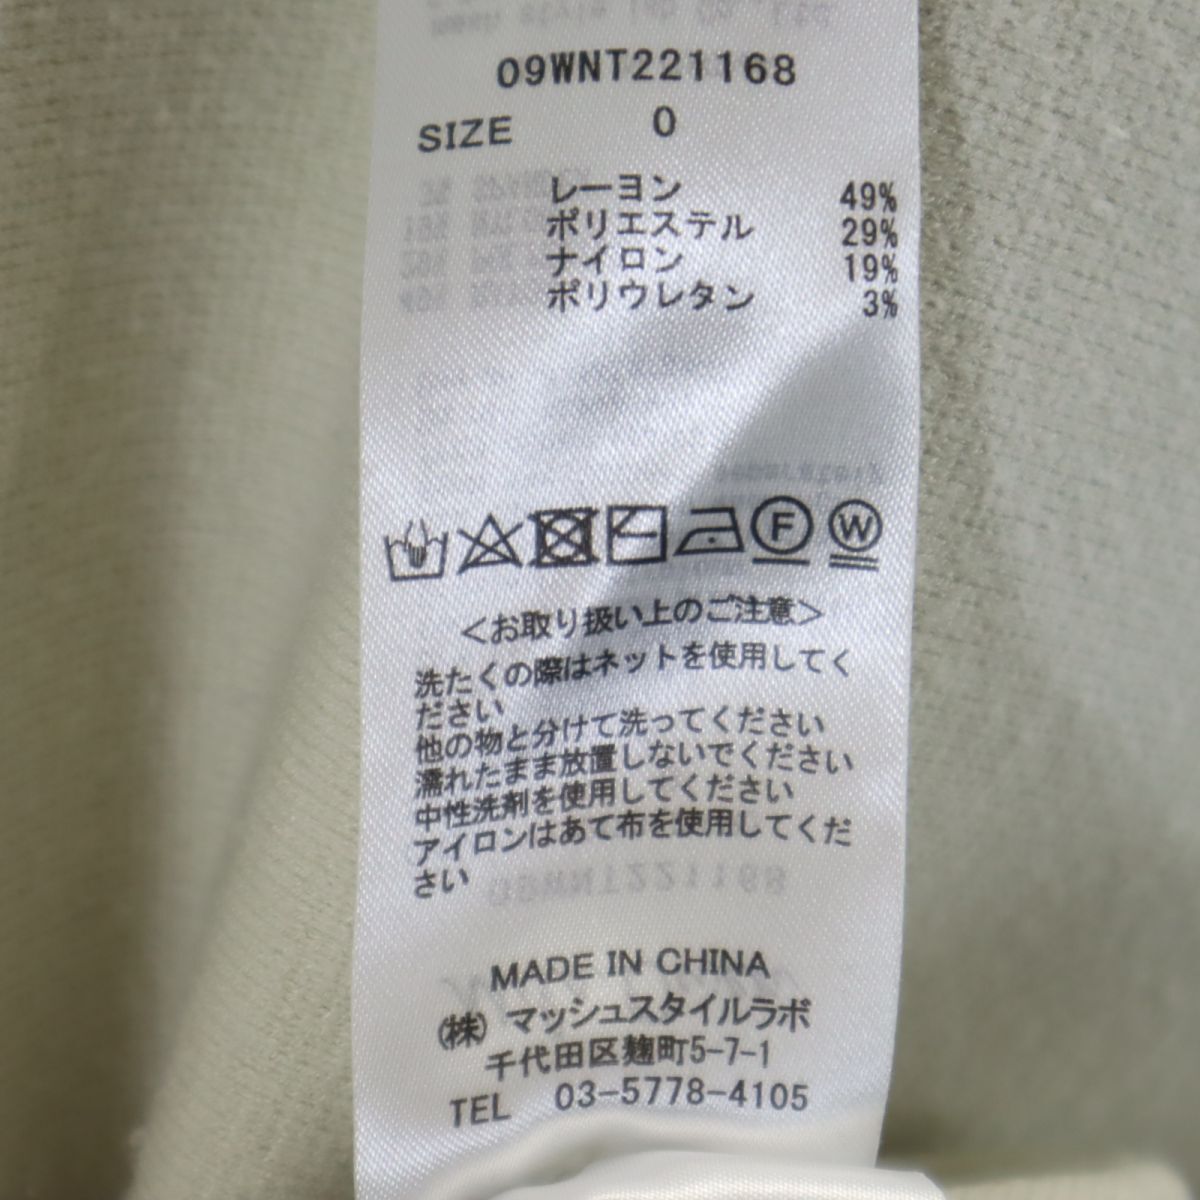 09WNT221168
SIZE 0
レーヨン 49%
ポリエステル 29%
ナイロン 19%
ポリウレタン 3%
F
W
<お取り扱い上のご注意>
洗たくの際はネットを使用してく
ださい
他の物と分けて洗ってください
濡れたまま放置しないでください
中性洗剤を使用してください
アイロンはあて布を使用してくだ
さい
MADE IN CHINA
(株) マッシュスタイルラボ
千代田区麹町5-7-1
TEL 03-5778-4105